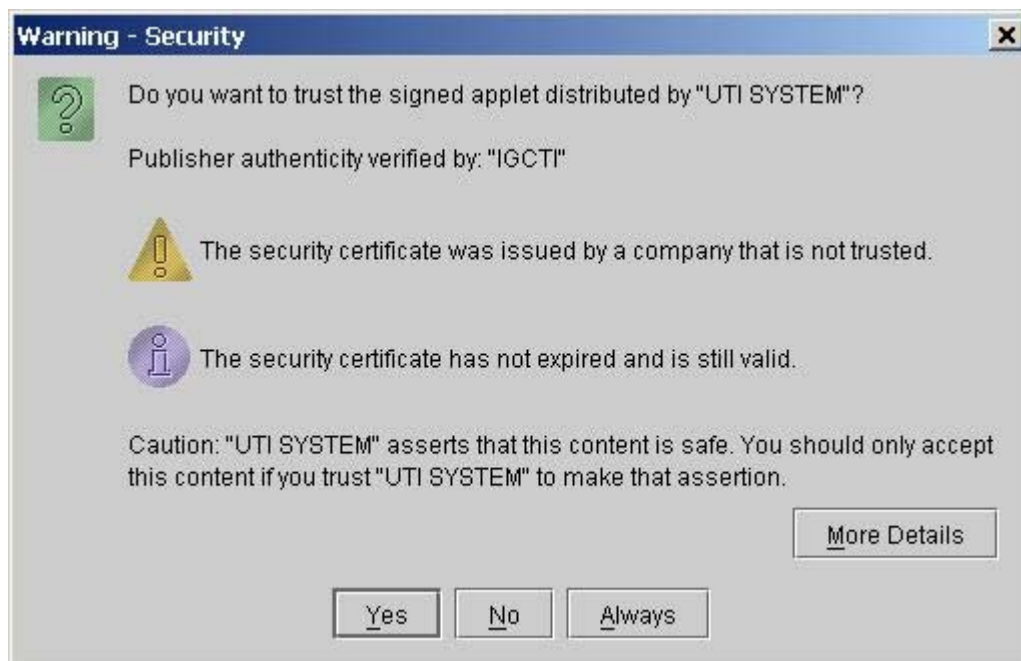 Warning - Security
Do you want to trust the signed applet distributed by "UTI SYSTEM"?
Publisher authenticity verified by: "IGCTI"
The security certificate was issued by a company that is not trusted.
The security certificate has not expired and is still valid.
Caution: "UTI SYSTEM" asserts that this content is safe. You should only accept
this content if you trust "UTI SYSTEM" to make that assertion.
More Details
Yes
No
Always